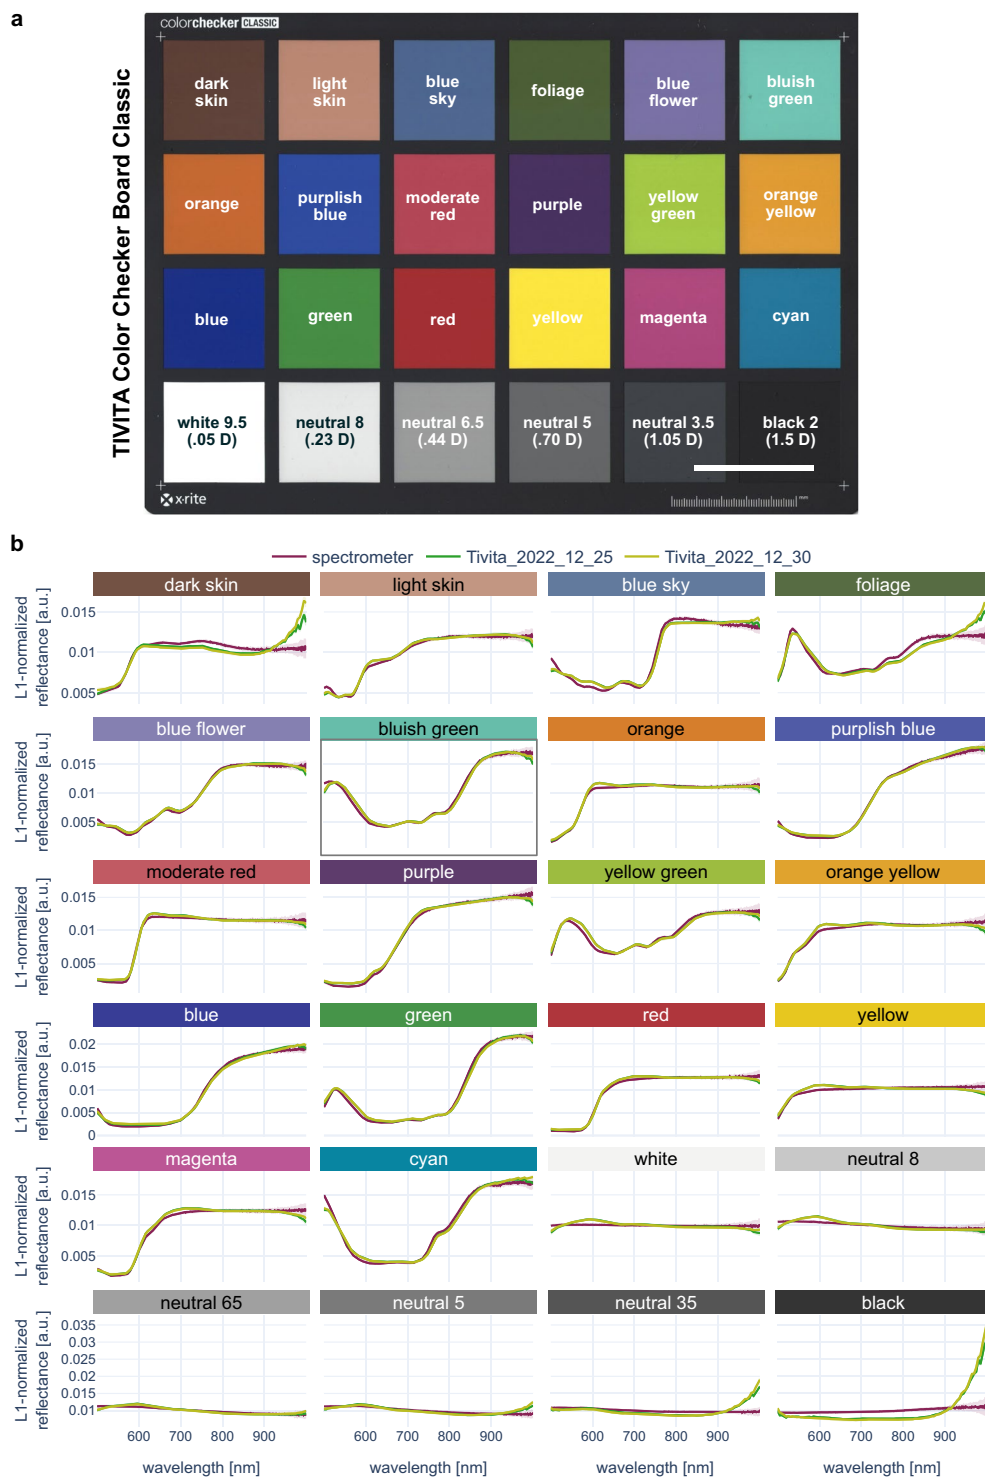 a
colorchecker CLASSIC
TIVITA Color Checker Board Classic
dark skin
light skin
blue sky
foliage
blue flower
bluish green
orange
purplish blue
moderate red
purple
yellow green
orange yellow
blue
green
red
yellow
magenta
cyan
white 9.5 (.05 D)
neutral 8 (.23 D)
neutral 6.5 (.44 D)
neutral 5 (.70 D)
neutral 3.5 (1.05 D)
black 2 (1.5 D)
x-rite
mm
b
spectrometer Tivita_2022_12_25 Tivita_2022_12_30
dark skin light skin blue sky foliage
L1-normalized reflectance [a.u.]
0.015
0.01
0.005
blue flower bluish green orange purplish blue
L1-normalized reflectance [a.u.]
0.015
0.01
0.005
moderate red purple yellow green orange yellow
L1-normalized reflectance [a.u.]
0.015
0.01
0.005
blue green red yellow
L1-normalized reflectance [a.u.]
0.02
0.015
0.01
0.005
0
magenta cyan white neutral 8
L1-normalized reflectance [a.u.]
0.015
0.01
0.005
neutral 65 neutral 5 neutral 35 black
L1-normalized reflectance [a.u.]
0.035
0.03
0.025
0.02
0.015
0.01
600 700 800 900 600 700 800 900 600 700 800 900 600 700 800 900
wavelength [nm] wavelength [nm] wavelength [nm] wavelength [nm]